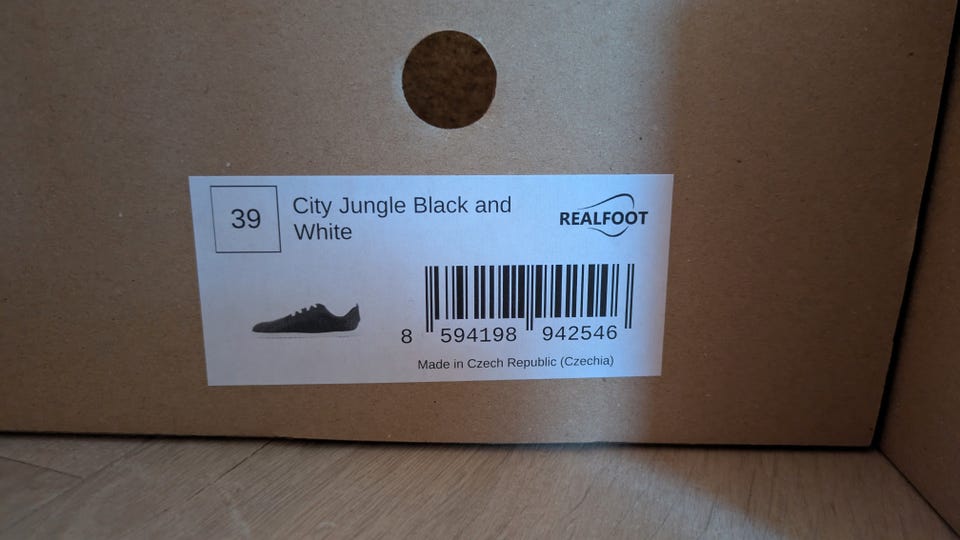 39
City Jungle Black and
White
REALFOOT
8 594198 942546
Made in Czech Republic (Czechia)